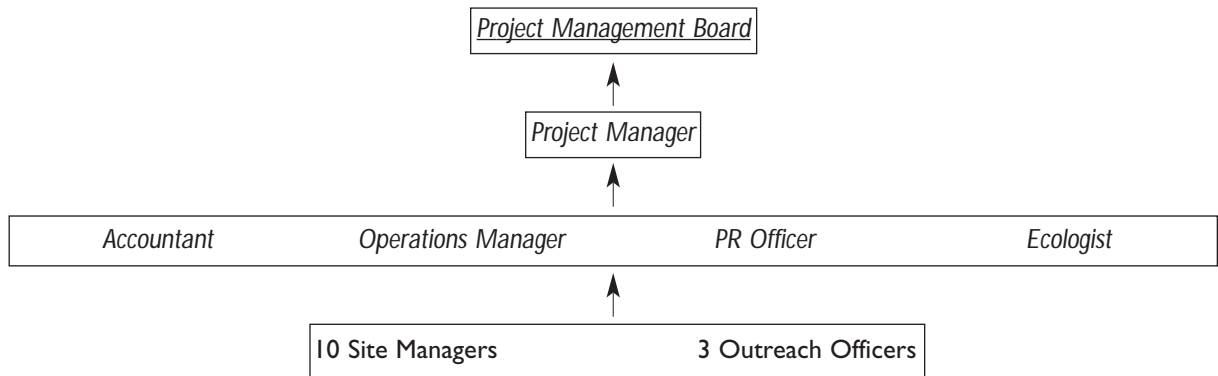 Project Management Board
Project Manager
Accountant Operations Manager PR Officer Ecologist
10 Site Managers 3 Outreach Officers